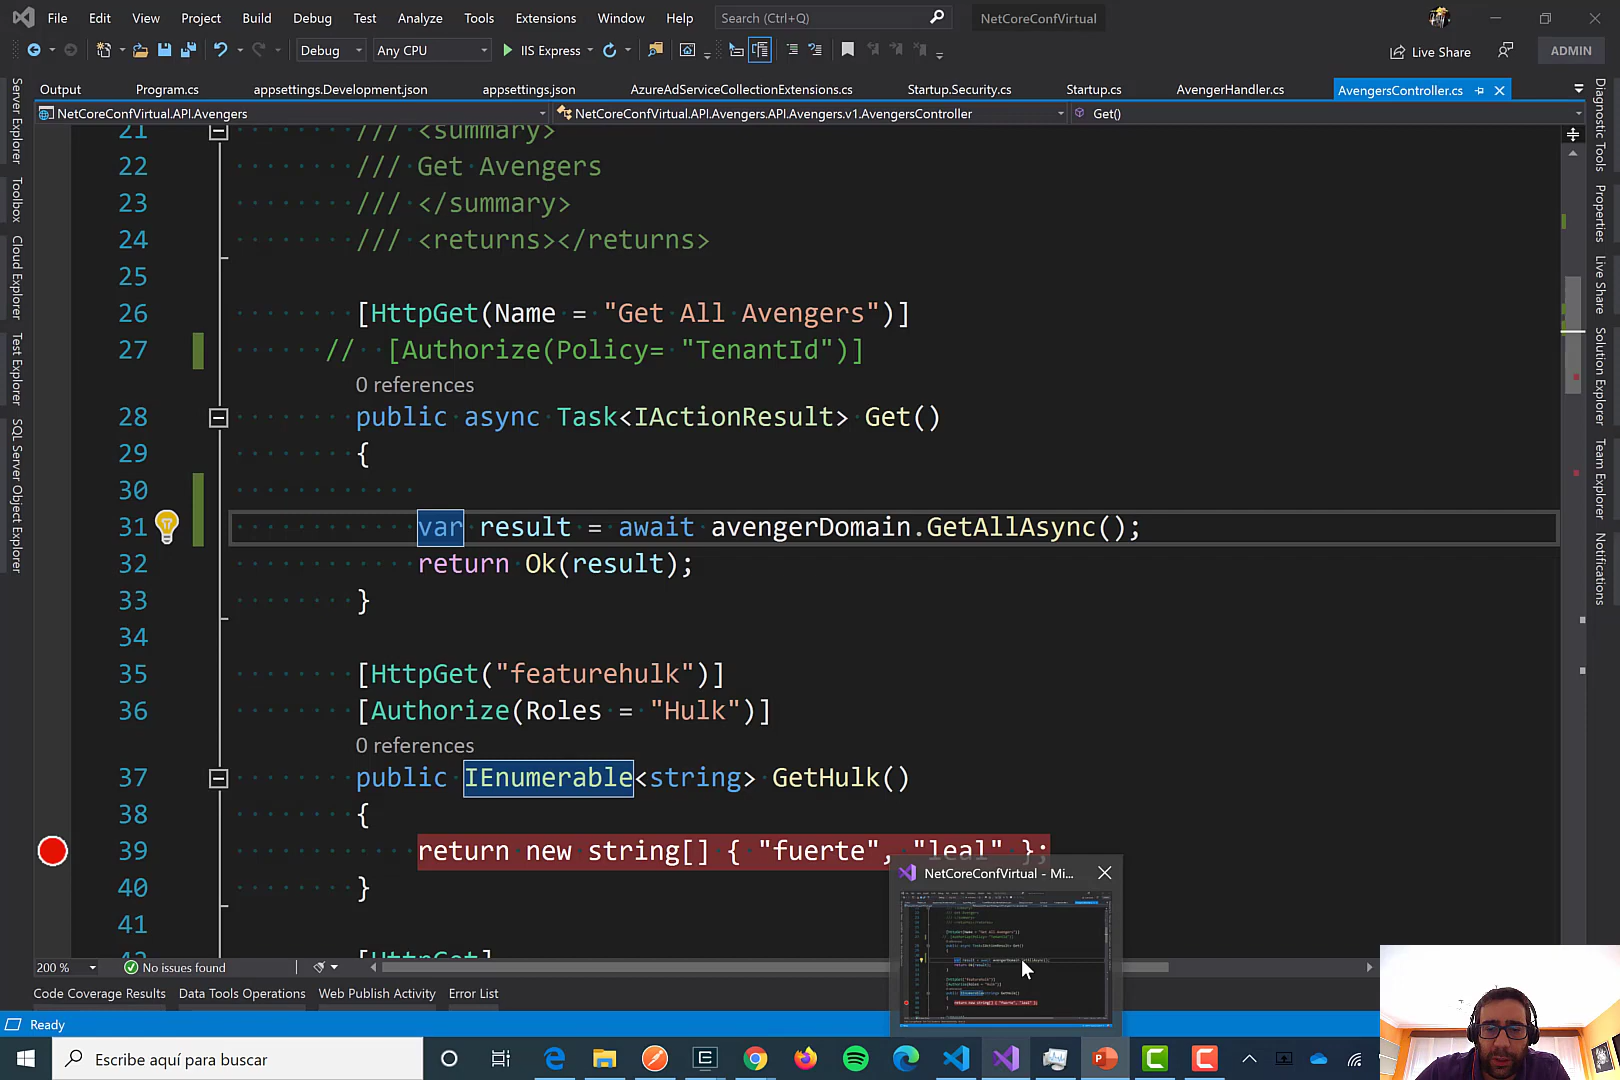 File Edit View Project Build Debug Test Analyze Tools Extensions Window Help Search (Ctrl+Q) NetCoreConfVirtual
Debug Any CPU IIS Express Live Share ADMIN
Output Program.cs appsettings.Development.json appsettings.json AzureAdServiceCollectionExtensions.cs Startup.Security.cs Startup.cs AvengerHandler.cs AvengersController.cs
NetCoreConfVirtual.API.Avengers NetCoreConfVirtual.API.Avengers.API.Avengers.v1.AvengersController Get()
Server Explorer
Toolbox
Cloud Explorer
Test Explorer
SQL Server Object Explorer
21 /// <summary>
22 /// Get Avengers
23 /// </summary>
24 /// <returns></returns>
25
26 [HttpGet(Name = "Get All Avengers")]
27 // [Authorize(Policy= "TenantId")]
0 references
28 public async Task<IActionResult> Get()
29 {
30
31 var result = await avengerDomain.GetAllAsync();
32 return Ok(result);
33 }
34
35 [HttpGet("featurehulk")]
36 [Authorize(Roles = "Hulk")]
0 references
37 public IEnumerable<string> GetHulk()
38 {
39 return new string[] { "fuerte", "leal" };
40 }
41
42 [HttpGet]
Diagnostic Tools
Properties
Live Share
Solution Explorer
Team Explorer
Notifications
NetCoreConfVirtual - Mi...
200 % No issues found
Code Coverage Results Data Tools Operations Web Publish Activity Error List
Ready
Escribe aquí para buscar